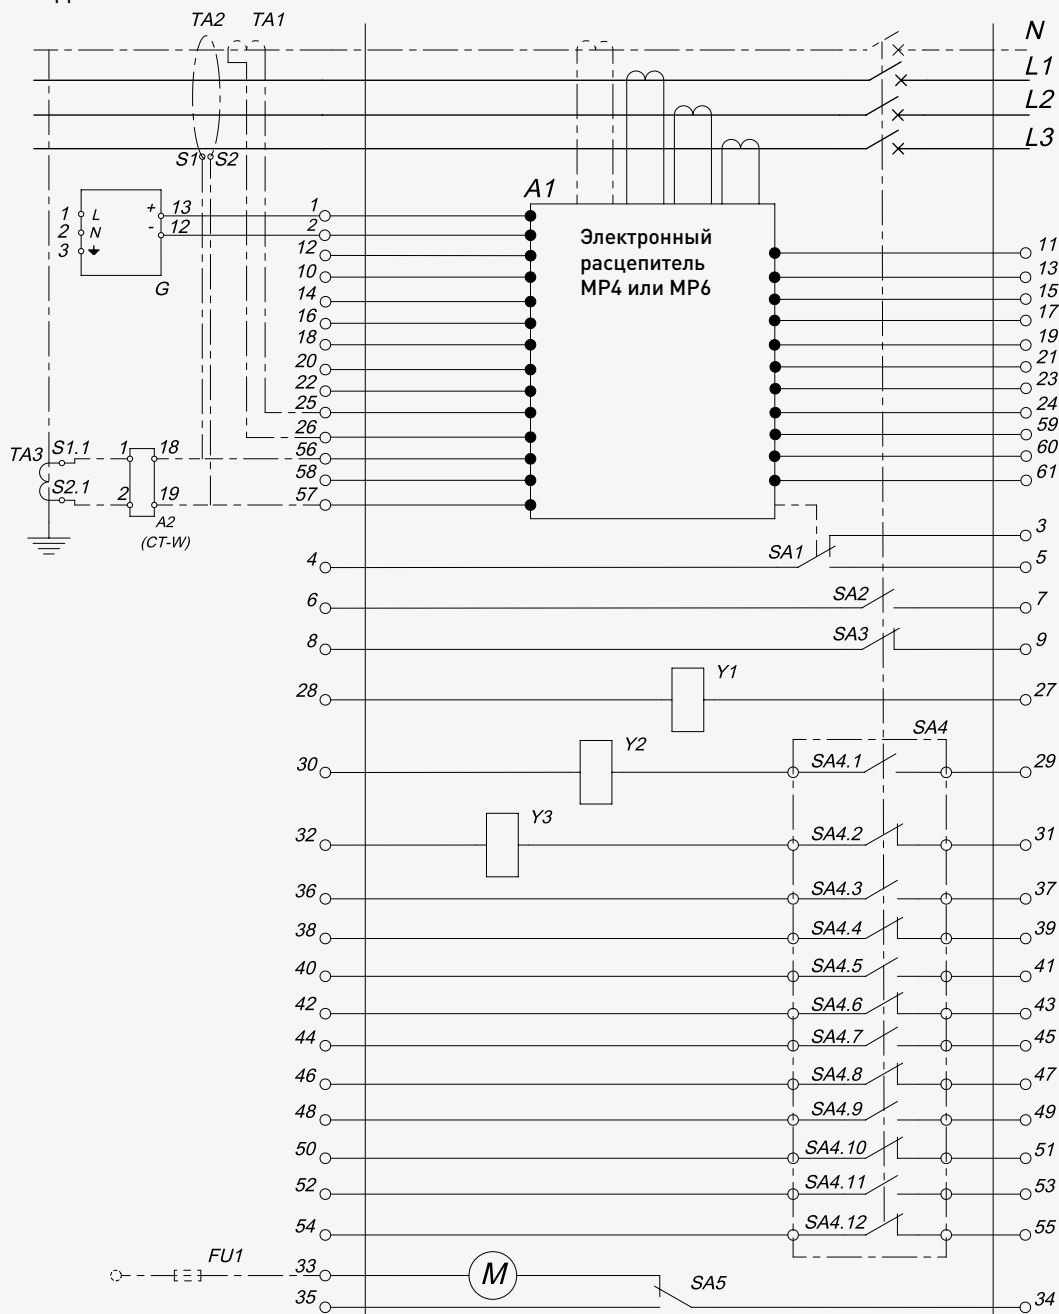 TA2 TA1
N
L1
L2
L3
S1 S2
A1
1 L + 13 1
2 N - 12 2
3
G
Электронный
расцепитель
МР4 или МР6
12
10
14
16
18
20
22
25
26
56
58
57
11
13
15
17
19
21
23
24
59
60
61
TA3 S1.1 1 18
S2.1 2 19
A2
(CT-W)
3
4 SA1 5
6 SA2 7
8 SA3 9
28 Y1 27
SA4
30 Y2 SA4.1 29
32 Y3 SA4.2 31
36 SA4.3 37
38 SA4.4 39
40 SA4.5 41
42 SA4.6 43
44 SA4.7 45
46 SA4.8 47
48 SA4.9 49
50 SA4.10 51
52 SA4.11 53
54 SA4.12 55
FU1 33 M SA5
35 34